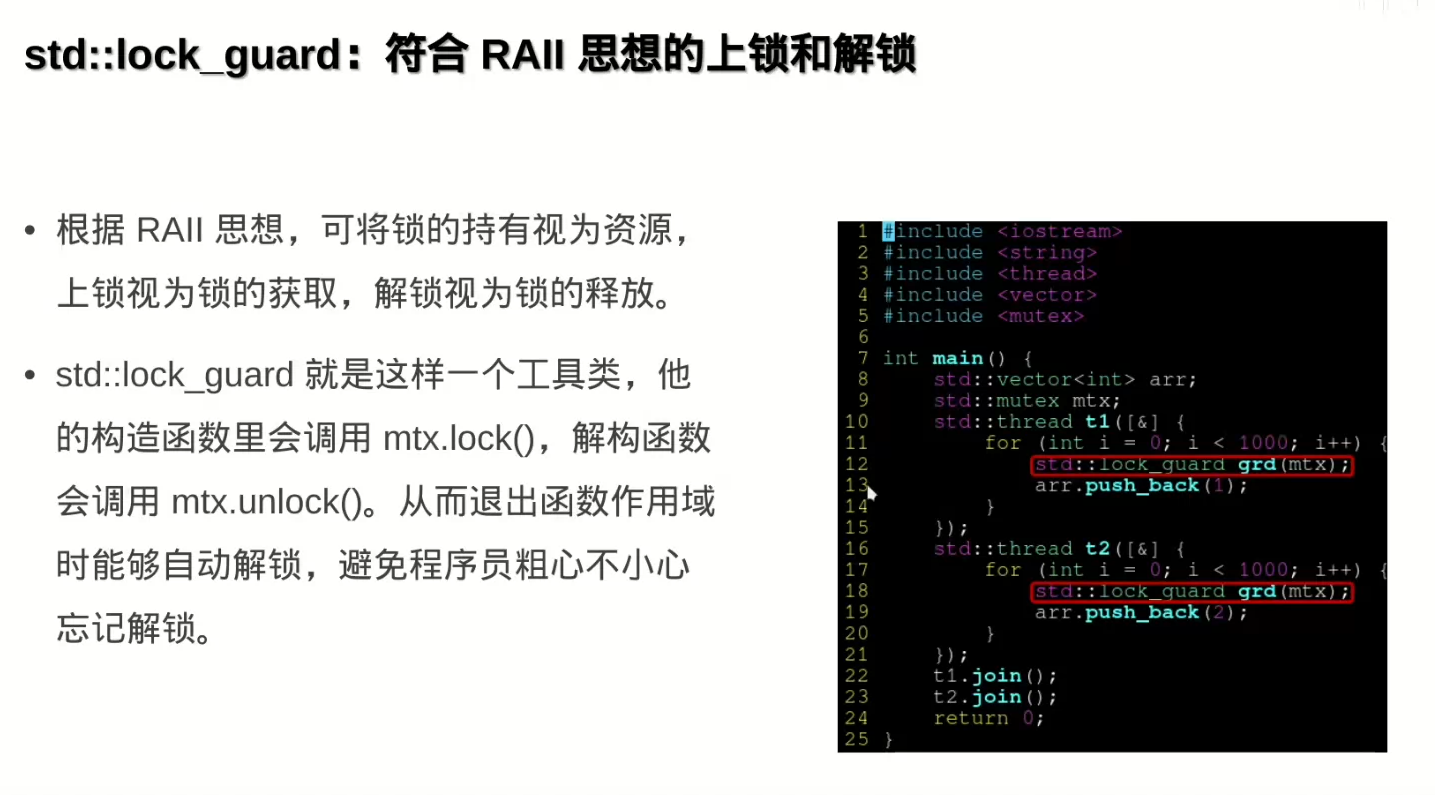 std::lock_guard：符合 RAII 思想的上锁和解锁
• 根据 RAII 思想，可将锁的持有视为资源，
上锁视为锁的获取，解锁视为锁的释放。
• std::lock_guard 就是这样一个工具类，他
的构造函数里会调用 mtx.lock()，解构函数
会调用 mtx.unlock()。从而退出函数作用域
时能够自动解锁，避免程序员粗心不小心
忘记解锁。
1 #include <iostream>
2 #include <string>
3 #include <thread>
4 #include <vector>
5 #include <mutex>
6
7 int main() {
8     std::vector<int> arr;
9     std::mutex mtx;
10     std::thread t1([&] {
11         for (int i = 0; i < 1000; i++) {
12             std::lock_guard grd(mtx);
13             arr.push_back(1);
14         }
15     });
16     std::thread t2([&] {
17         for (int i = 0; i < 1000; i++) {
18             std::lock_guard grd(mtx);
19             arr.push_back(2);
20         }
21     });
22     t1.join();
23     t2.join();
24     return 0;
25 }